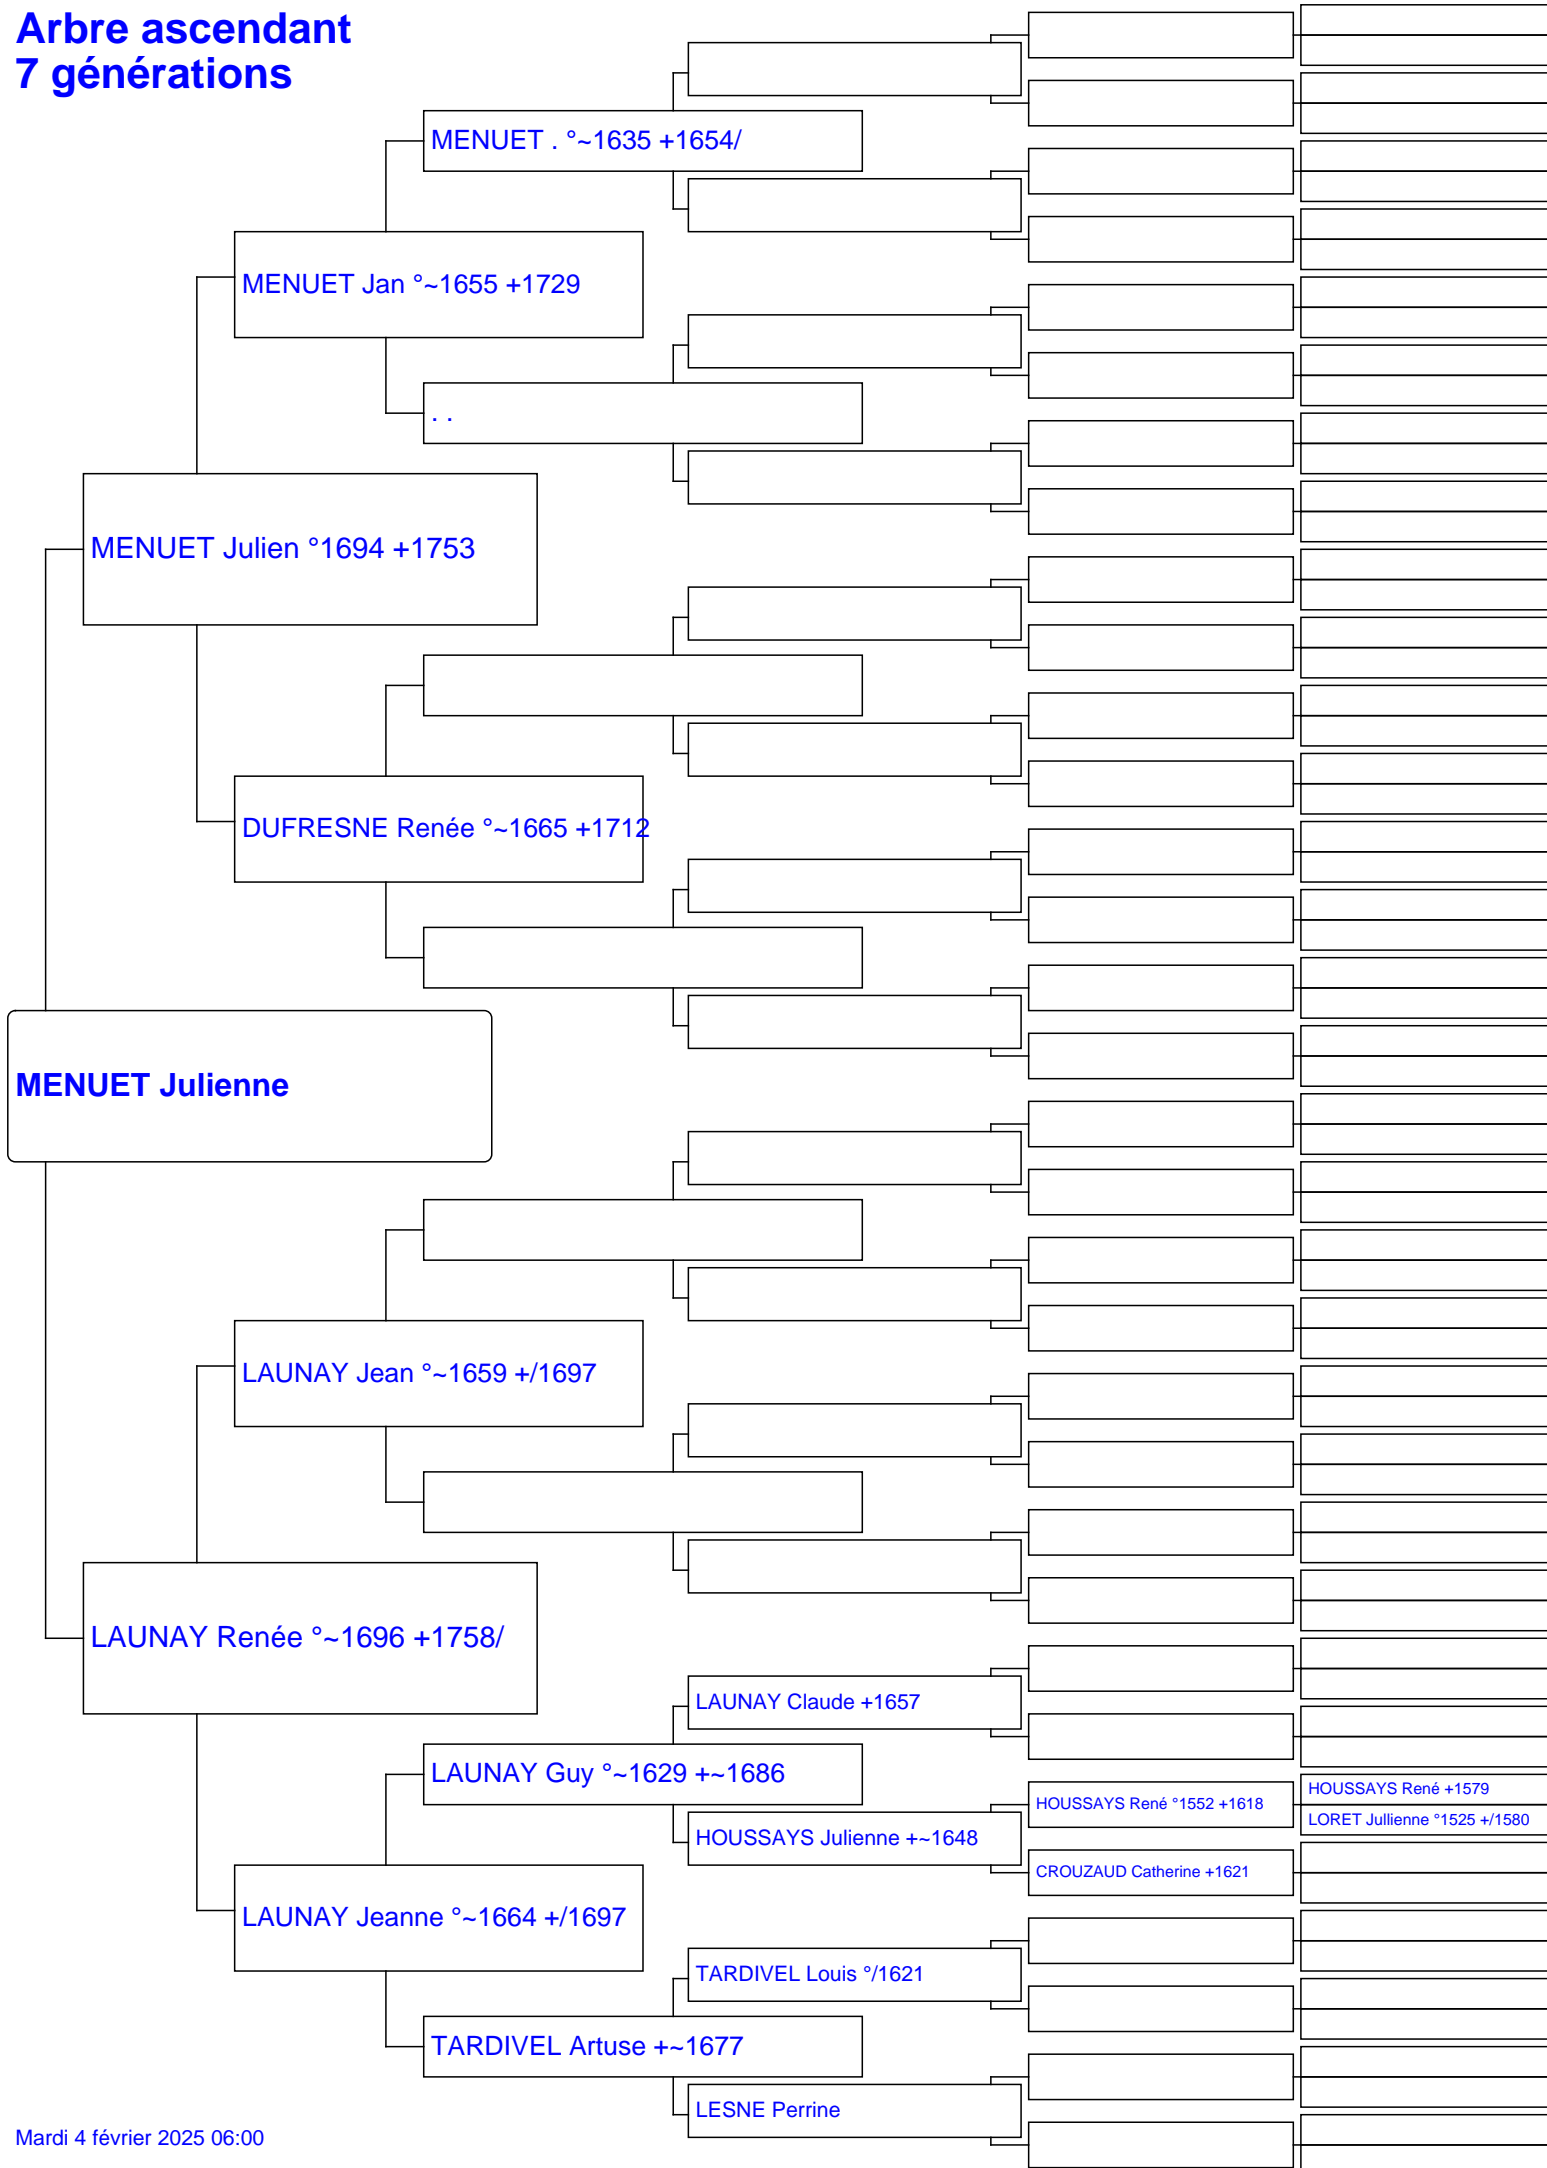 Arbre ascendant
7 générations
MENUET . °~1635 +1654/
MENUET Jan °~1655 +1729
. .
MENUET Julien °1694 +1753
DUFRESNE Renée °~1665 +1712
MENUET Julienne
LAUNAY Jean °~1659 +/1697
LAUNAY Renée °~1696 +1758/
LAUNAY Claude +1657
LAUNAY Guy °~1629 +~1686
HOUSSAYS René +1579
HOUSSAYS René °1552 +1618
LORET Jullienne °1525 +/1580
HOUSSAYS Julienne +~1648
CROUZAUD Catherine +1621
LAUNAY Jeanne °~1664 +/1697
TARDIVEL Louis °/1621
TARDIVEL Artuse +~1677
LESNE Perrine
Mardi 4 février 2025 06:00